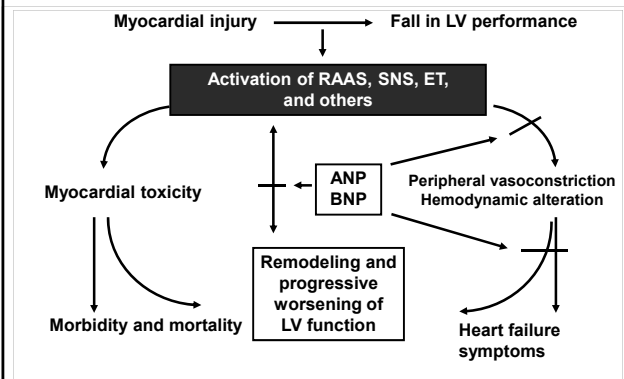 Myocardial injury
Fall in LV performance
Activation of RAAS, SNS, ET,
and others
Myocardial toxicity
ANP
BNP
Peripheral vasoconstriction
Hemodynamic alteration
Remodeling and
progressive
worsening of
LV function
Morbidity and mortality
Heart failure
symptoms